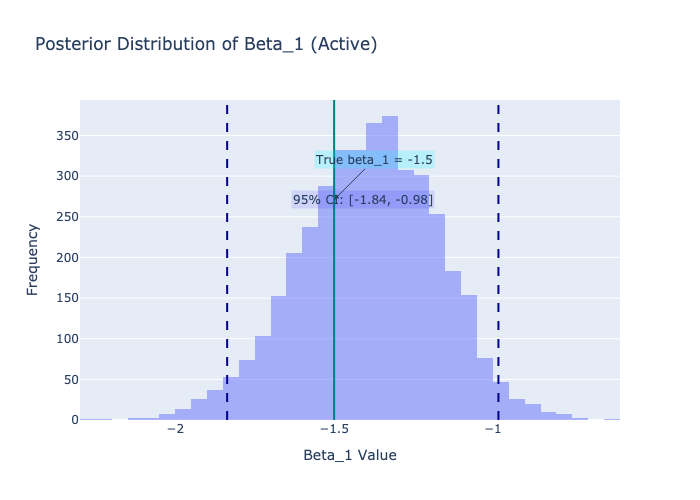 Posterior Distribution of Beta_1 (Active)
True beta_1 = -1.5
95% CI: [-1.84, -0.98]
Frequency
350
300
250
200
150
100
50
0
−2
−1.5
−1
Beta_1 Value